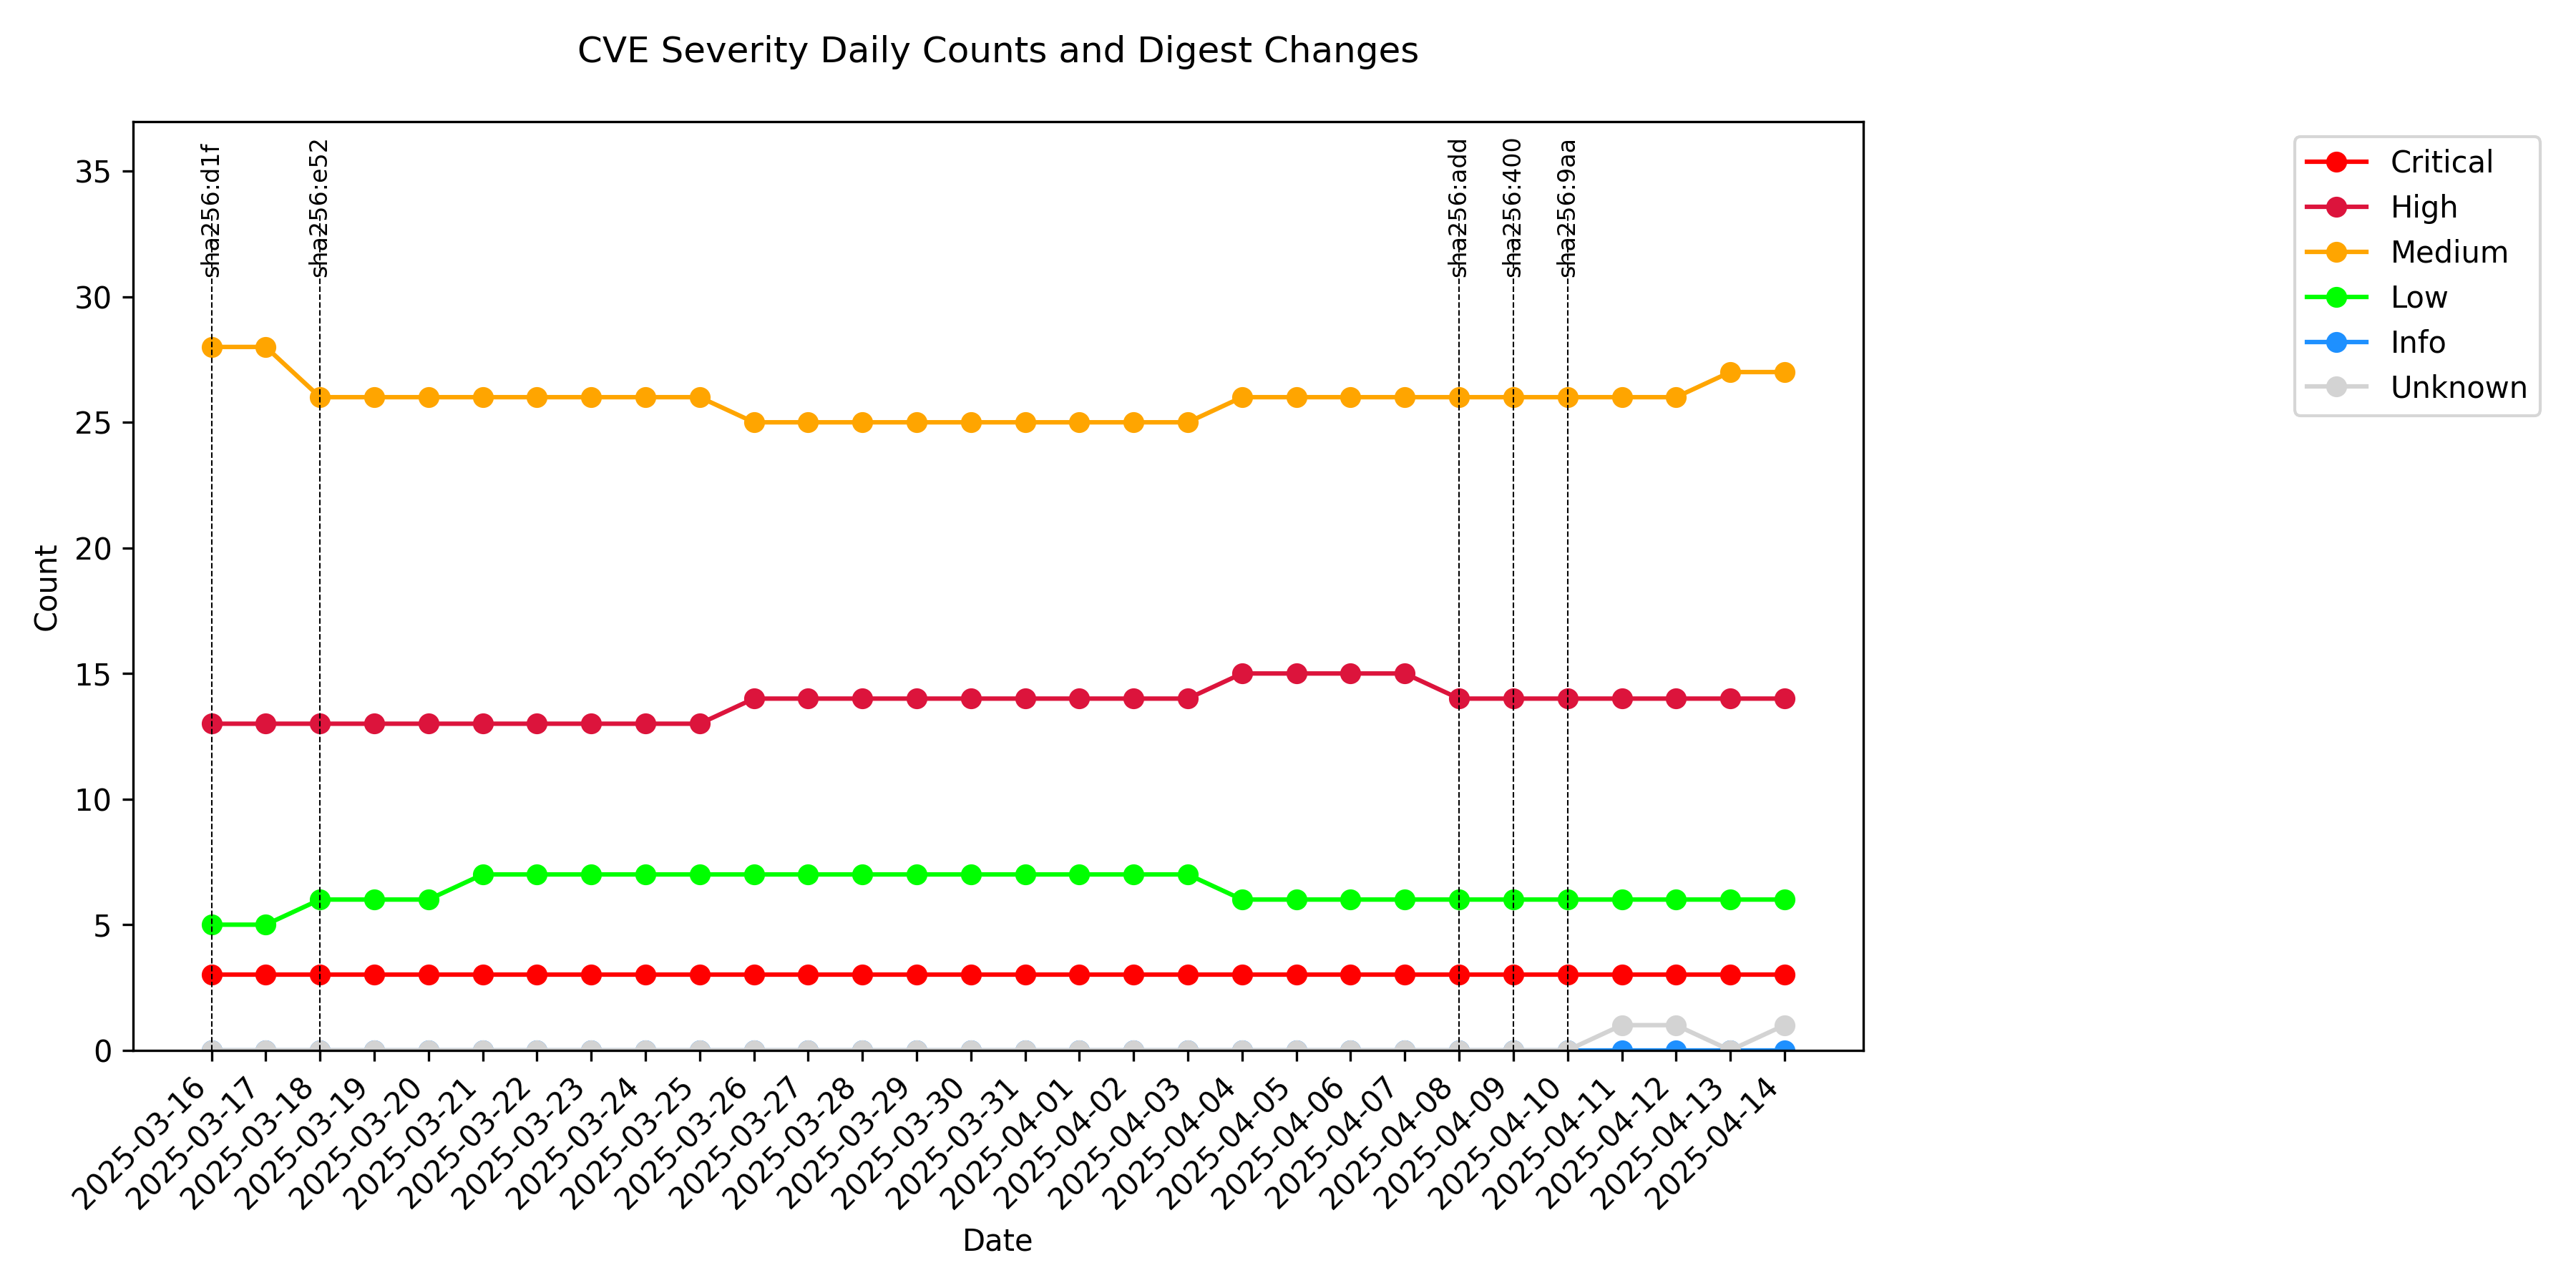 CVE Severity Daily Counts and Digest Changes
sha256:d1f
sha256:e52
sha256:add
sha256:400
sha256:9aa
Critical
High
Medium
Low
Info
Unknown
35
30
25
20
15
10
5
0
Count
2025-03-16
2025-03-17
2025-03-18
2025-03-19
2025-03-20
2025-03-21
2025-03-22
2025-03-23
2025-03-24
2025-03-25
2025-03-26
2025-03-27
2025-03-28
2025-03-29
2025-03-30
2025-03-31
2025-04-01
2025-04-02
2025-04-03
2025-04-04
2025-04-05
2025-04-06
2025-04-07
2025-04-08
2025-04-09
2025-04-10
2025-04-11
2025-04-12
2025-04-13
2025-04-14
Date